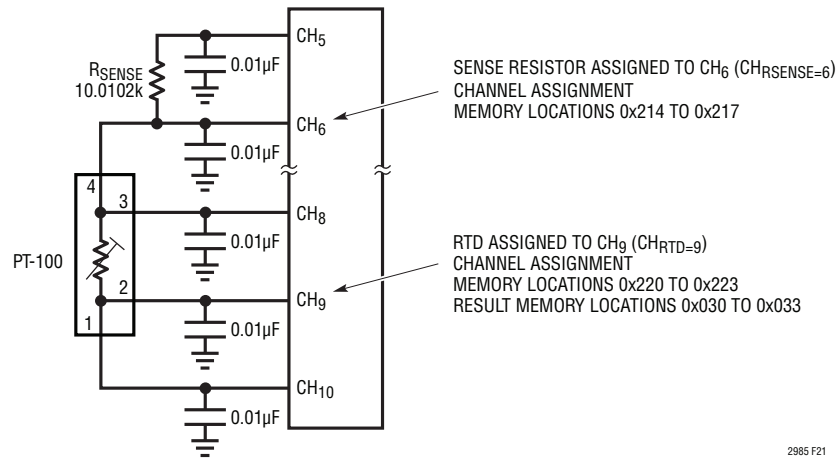 CH5
RSENSE
10.0102k
0.01µF
SENSE RESISTOR ASSIGNED TO CH6 (CHRSENSE=6)
CHANNEL ASSIGNMENT
MEMORY LOCATIONS 0x214 TO 0x217
CH6
0.01µF
4
3
CH8
PT-100
0.01µF
RTD ASSIGNED TO CH9 (CHRTD=9)
CHANNEL ASSIGNMENT
MEMORY LOCATIONS 0x220 TO 0x223
RESULT MEMORY LOCATIONS 0x030 TO 0x033
2
CH9
1
0.01µF
CH10
0.01µF
2985 F21